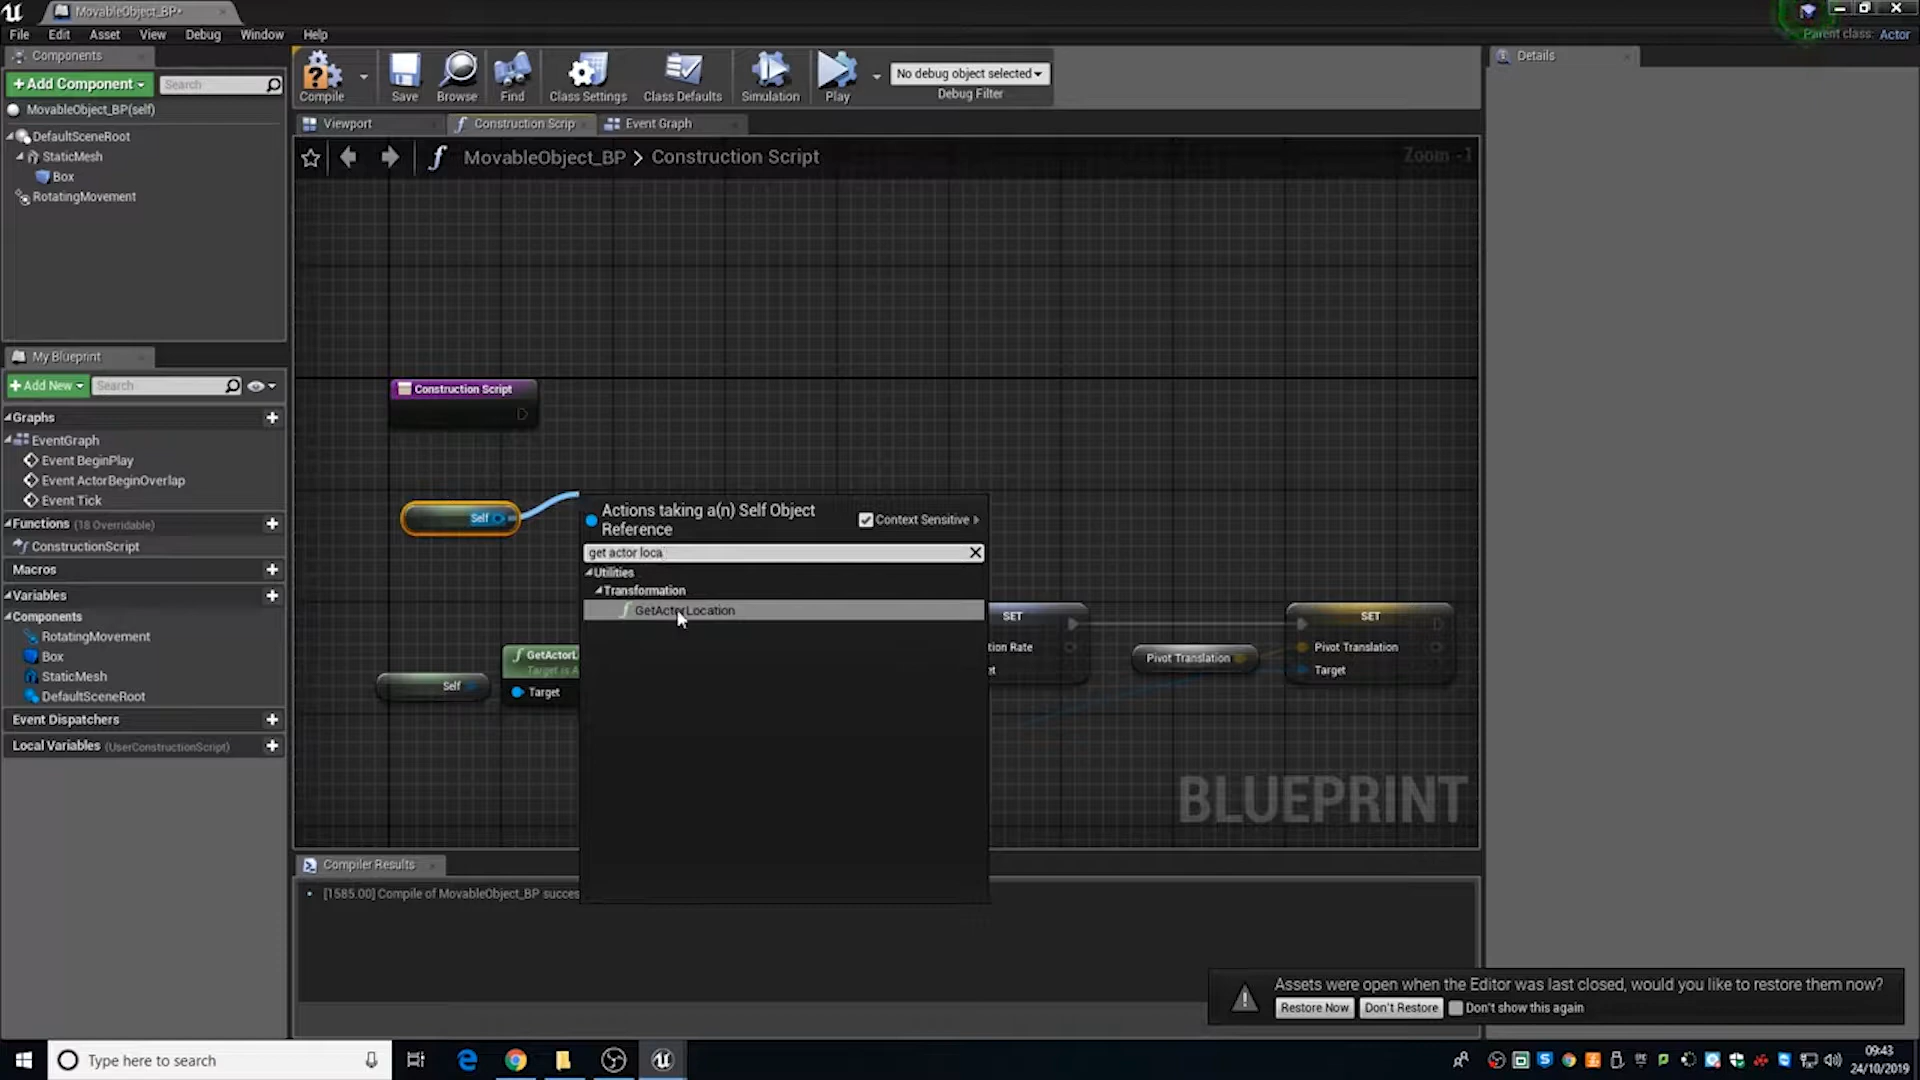 MovableObject_BP*
File Edit Asset View Debug Window Help
Parent class: Actor
Components
+Add Component
Search
MovableObject_BP(self)
DefaultSceneRoot
StaticMesh
Box
RotatingMovement
Compile
Save
Browse
Find
Class Settings
Class Defaults
Simulation
Play
No debug object selected
Debug Filter
Details
Viewport
Construction Scrip
Event Graph
MovableObject_BP > Construction Script
Zoom -1
My Blueprint
+Add New
Search
Graphs
EventGraph
Event BeginPlay
Event ActorBeginOverlap
Event Tick
Functions (18 Overridable)
ConstructionScript
Macros
Variables
Components
RotatingMovement
Box
StaticMesh
DefaultSceneRoot
Event Dispatchers
Local Variables (UserConstructionScript)
Construction Script
Self
Actions taking a(n) Self Object
Reference
Context Sensitive
get actor loca
Utilities
Transformation
GetActorLocation
Self
GetActorL
Target is A
Target
SET
tion Rate
et
Pivot Translation
SET
Pivot Translation
Target
BLUEPRINT
Compiler Results
[1585.00] Compile of MovableObject_BP succes
Assets were open when the Editor was last closed, would you like to restore them now?
Restore Now
Don't Restore
Don't show this again
Type here to search
09:43
24/10/2019